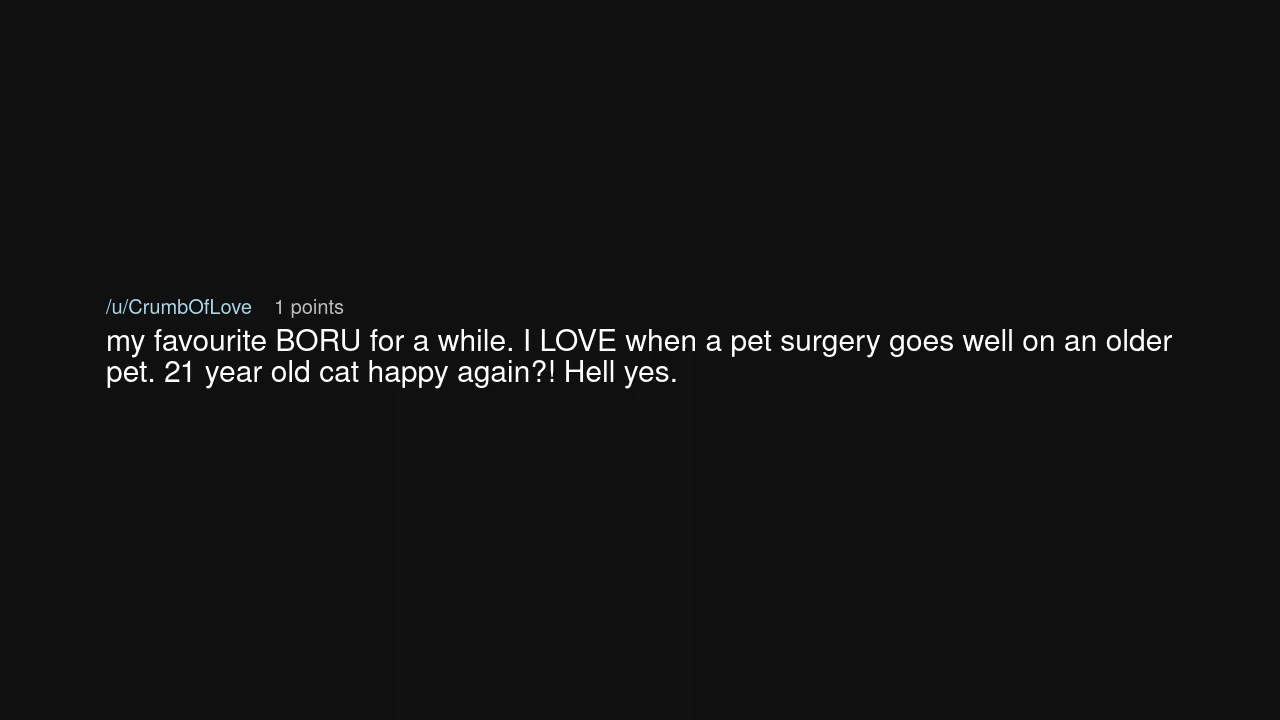 /u/CrumbOfLove 1 points
my favourite BORU for a while. I LOVE when a pet surgery goes well on an older
pet. 21 year old cat happy again?! Hell yes.